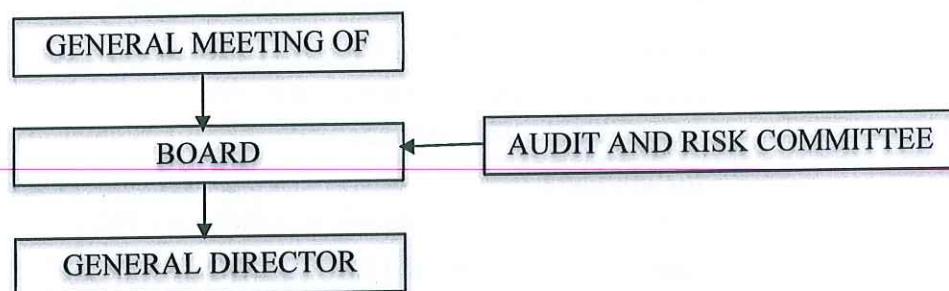 GENERAL MEETING OF
BOARD
AUDIT AND RISK COMMITTEE
GENERAL DIRECTOR